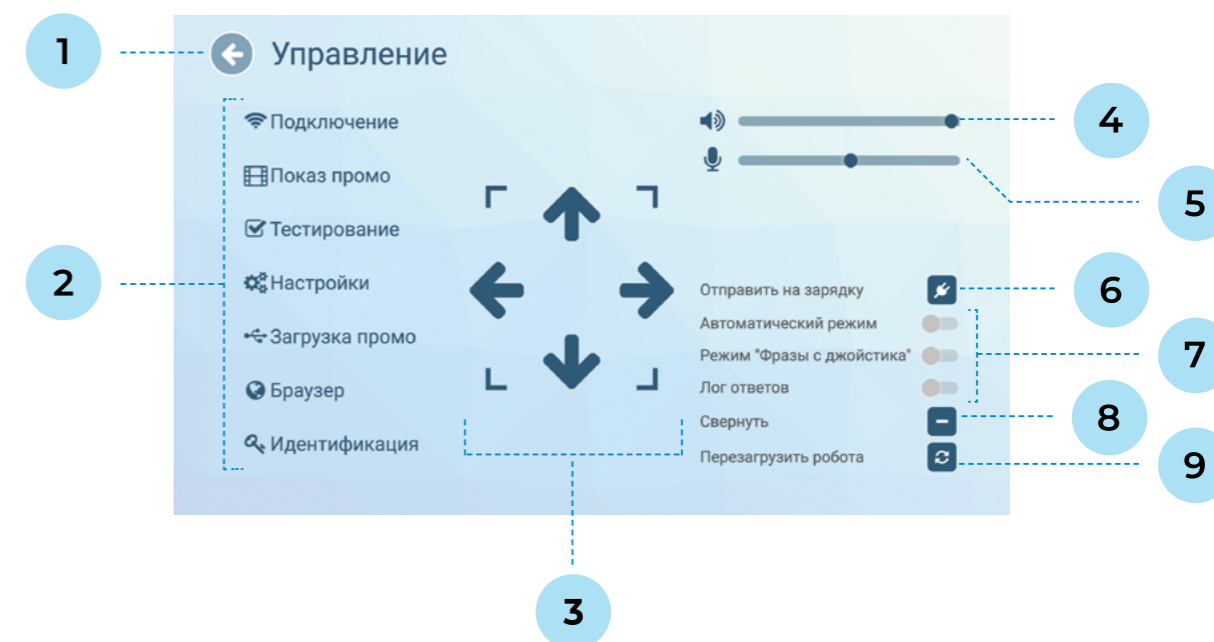 1
Управление
Подключение
Показ промо
Тестирование
2
Настройки
Загрузка промо
Браузер
Идентификация
3
4
5
Отправить на зарядку
6
Автоматический режим
Режим "Фразы с джойстика"
7
Лог ответов
Свернуть
8
Перезагрузить робота
9